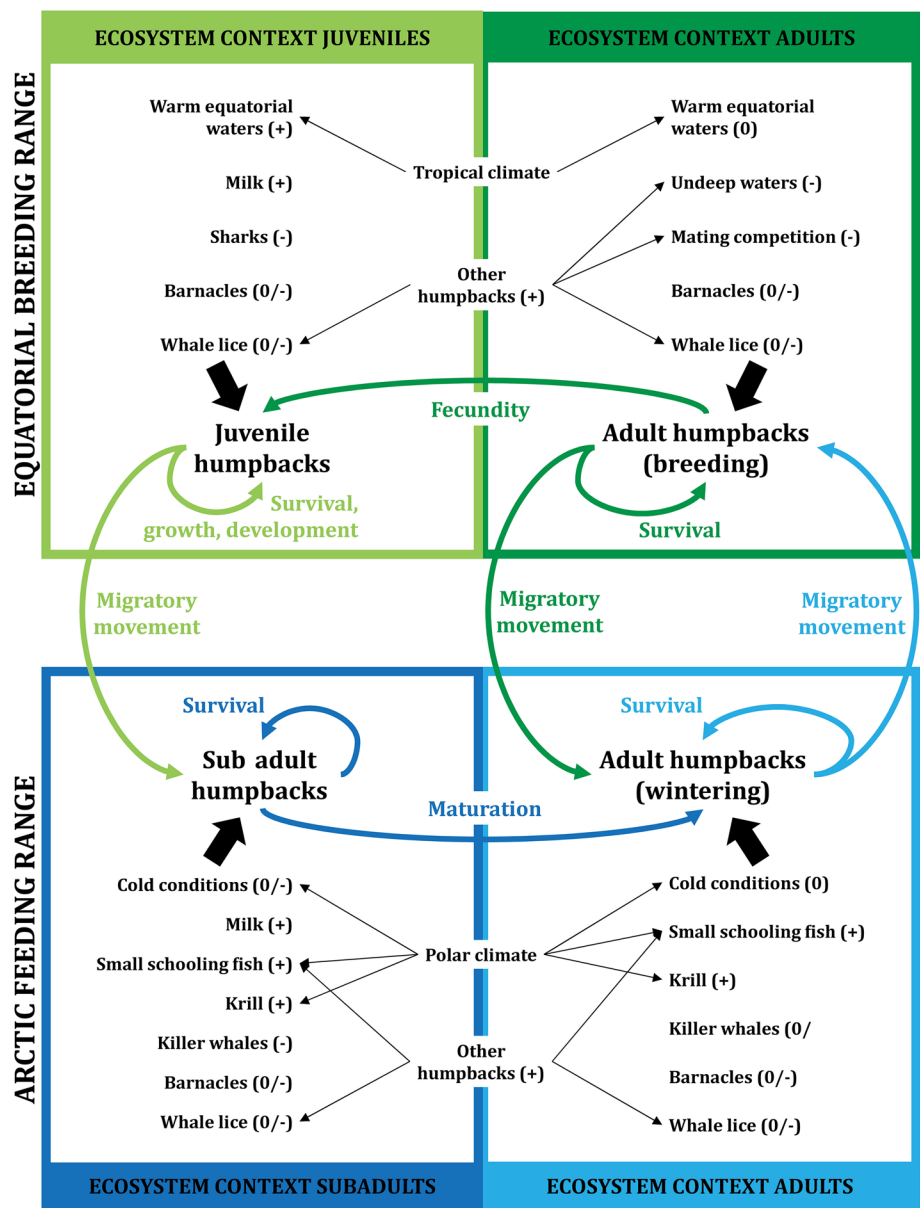 ECOSYSTEM CONTEXT JUVENILES
ECOSYSTEM CONTEXT ADULTS
EQUATORIAL BREEDING RANGE
Warm equatorial
waters (+)
Milk (+)
Sharks (-)
Barnacles (0/-)
Whale lice (0/-)
Tropical climate
Other
humpbacks (+)
Warm equatorial
waters (0)
Undeep waters (-)
Mating competition (-)
Barnacles (0/-)
Whale lice (0/-)
Fecundity
Juvenile
humpbacks
Survival,
growth, development
Adult humpbacks
(breeding)
Survival
Migratory
movement
Migratory
movement
Migratory
movement
ARCTIC FEEDING RANGE
Survival
Sub adult
humpbacks
Maturation
Survival
Adult humpbacks
(wintering)
Cold conditions (0/-)
Milk (+)
Small schooling fish (+)
Krill (+)
Killer whales (-)
Barnacles (0/-)
Whale lice (0/-)
Polar climate
Other
humpbacks (+)
Cold conditions (0)
Small schooling fish (+)
Krill (+)
Killer whales (0/
Barnacles (0/-)
Whale lice (0/-)
ECOSYSTEM CONTEXT SUBADULTS
ECOSYSTEM CONTEXT ADULTS